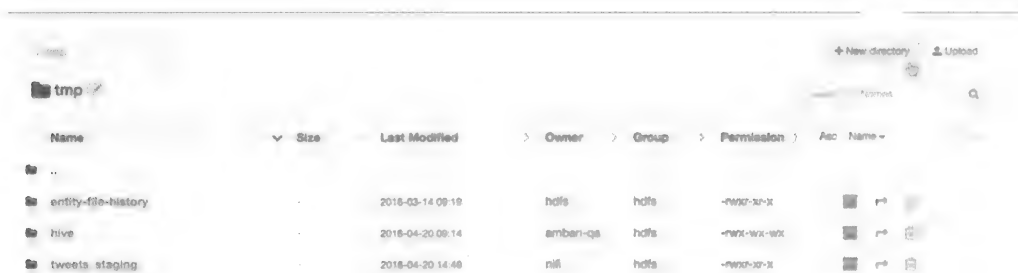 + New directory Upload
tmp
Name Size Last Modified Owner Group Permission Asc Name
..
entity-file-history - 2016-03-14 09:19 hdfs hdfs -rwxr-xr-x
hive - 2016-04-20 09:14 ambari-qa hdfs -rwx-wx-wx
tweets_staging - 2016-04-20 14:46 nifi hdfs -rwxr-xr-x